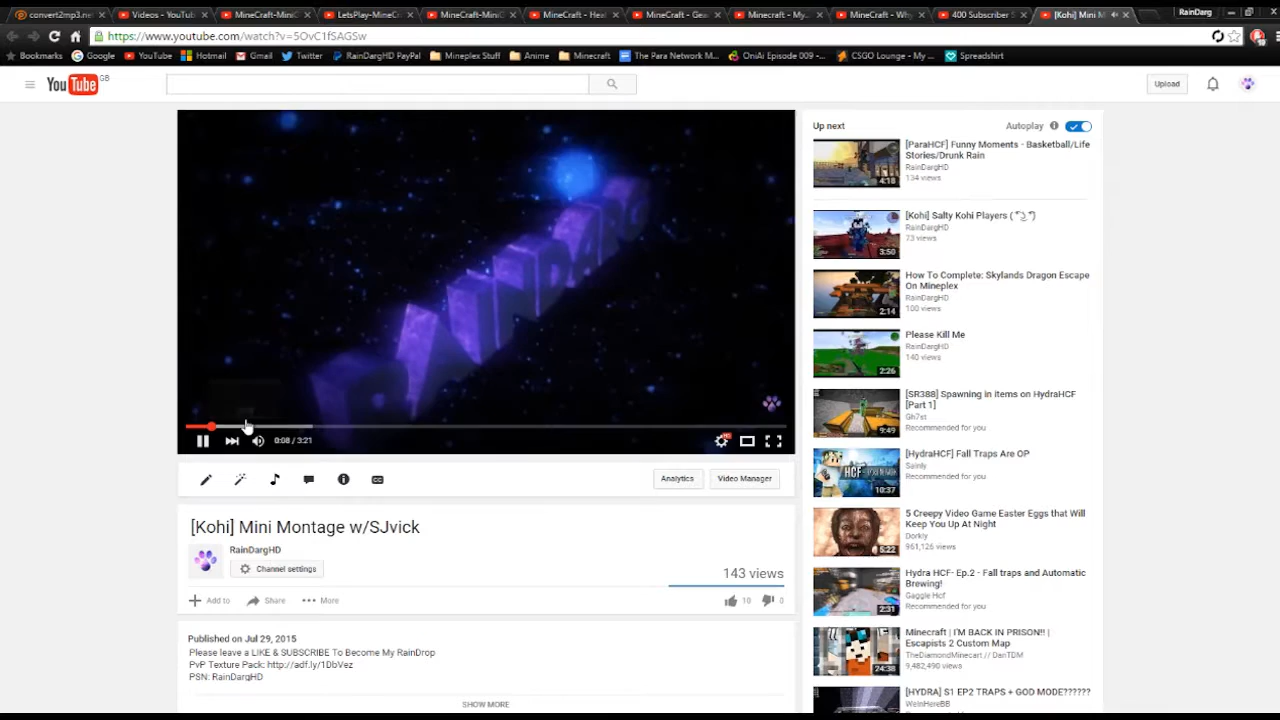 convert2mp3.ne
Videos - YouTub
MineCraft-MiniC
LetsPlay-MineCr
MineCraft-MiniC
MineCraft - Hea
MineCraft - Gea
Minecraft - My
MineCraft - Why
400 Subscriber S
[Kohi] Mini M
RainDarg
https://www.youtube.com/watch?v=5OvC1fSAGSw
Bookmarks
Google
YouTube
Hotmail
Gmail
Twitter
RainDargHD PayPal
Mineplex Stuff
Anime
Minecraft
The Para Network M...
OniAi Episode 009 -...
CSGO Lounge - My ...
Spreadshirt
YouTube GB
Upload
Up next
Autoplay
[ParaHCF] Funny Moments - Basketball/Life
Stories/Drunk Rain
RainDargHD
134 views
4:18
[Kohi] Salty Kohi Players ( ͡° ͜ʖ ͡°)
RainDargHD
73 views
3:50
How To Complete: Skylands Dragon Escape
On Mineplex
RainDargHD
100 views
2:14
Please Kill Me
RainDargHD
140 views
2:26
[SR388] Spawning in items on HydraHCF
[Part 1]
Gh7xt
Recommended for you
9:49
[HydraHCF] Fall Traps Are OP
Sainly
Recommended for you
HCF
10:37
5 Creepy Video Game Easter Eggs that Will
Keep You Up At Night
Dorkly
961,126 views
5:22
Hydra HCF- Ep.2 - Fall traps and Automatic
Brewing!
Gaggle Hcf
Recommended for you
2:31
Minecraft | I'M BACK IN PRISON!! |
Escapists 2 Custom Map
TheDiamondMinecart // DanTDM
9,482,490 views
24:38
[HYDRA] S1 EP2 TRAPS + GOD MODE??????
WeInHereBB
0:08 / 3:21
Analytics
Video Manager
[Kohi] Mini Montage w/SJvick
RainDargHD
Channel settings
143 views
Add to
Share
More
10
0
Published on Jul 29, 2015
Please leave a LIKE & SUBSCRIBE To Become My RainDrop
PvP Texture Pack: http://adf.ly/1DbVez
PSN: RainDargHD
SHOW MORE